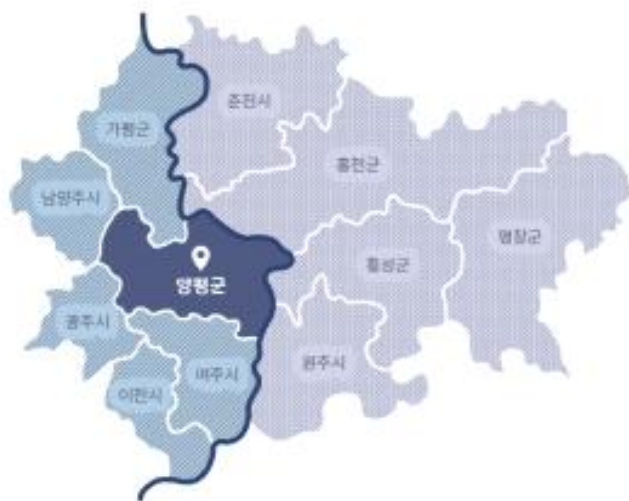 춘천시
가평군
홍천군
남양주시
평창군
횡성군
양평군
광주시
원주시
여주시
이천시